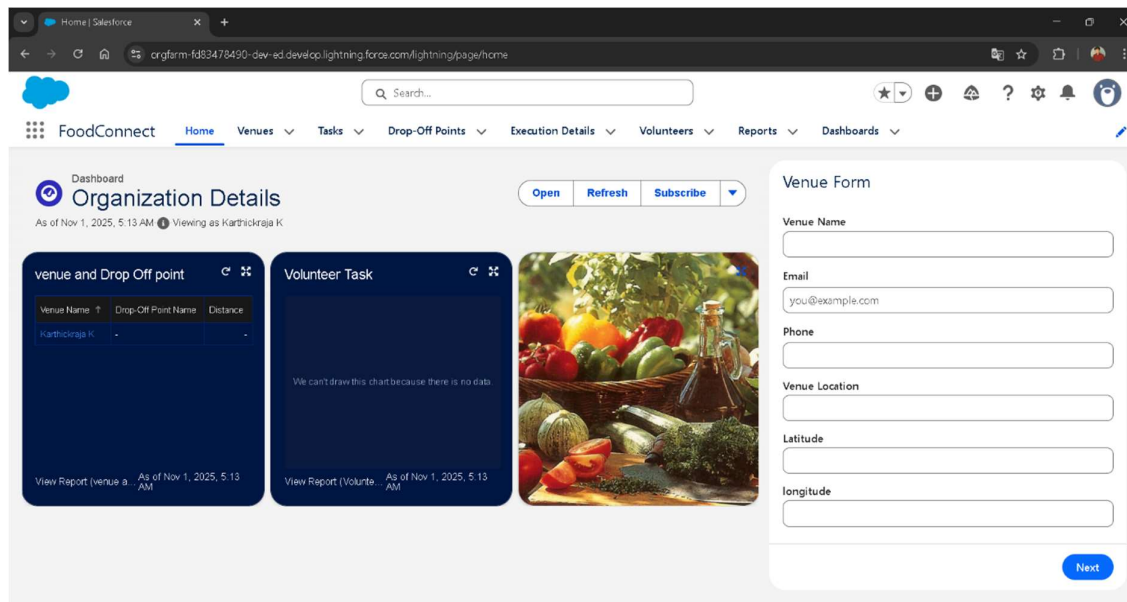 Home | Salesforce
orgfarm-fd83478490-dev-ed.develop.lightning.force.com/lightning/page/home
Search...
FoodConnect Home Venues Tasks Drop-Off Points Execution Details Volunteers Reports Dashboards
Dashboard
Organization Details
As of Nov 1, 2025, 5:13 AM Viewing as Karthickraja K
Open Refresh Subscribe
venue and Drop Off point
Venue Name ↑ Drop-Off Point Name Distance
Karthickraja K - -
View Report (venue a... As of Nov 1, 2025, 5:13
AM
Volunteer Task
We can't draw this chart because there is no data.
View Report (Volunte... As of Nov 1, 2025, 5:13
AM
Venue Form
Venue Name
Email
you@example.com
Phone
Venue Location
Latitude
longitude
Next